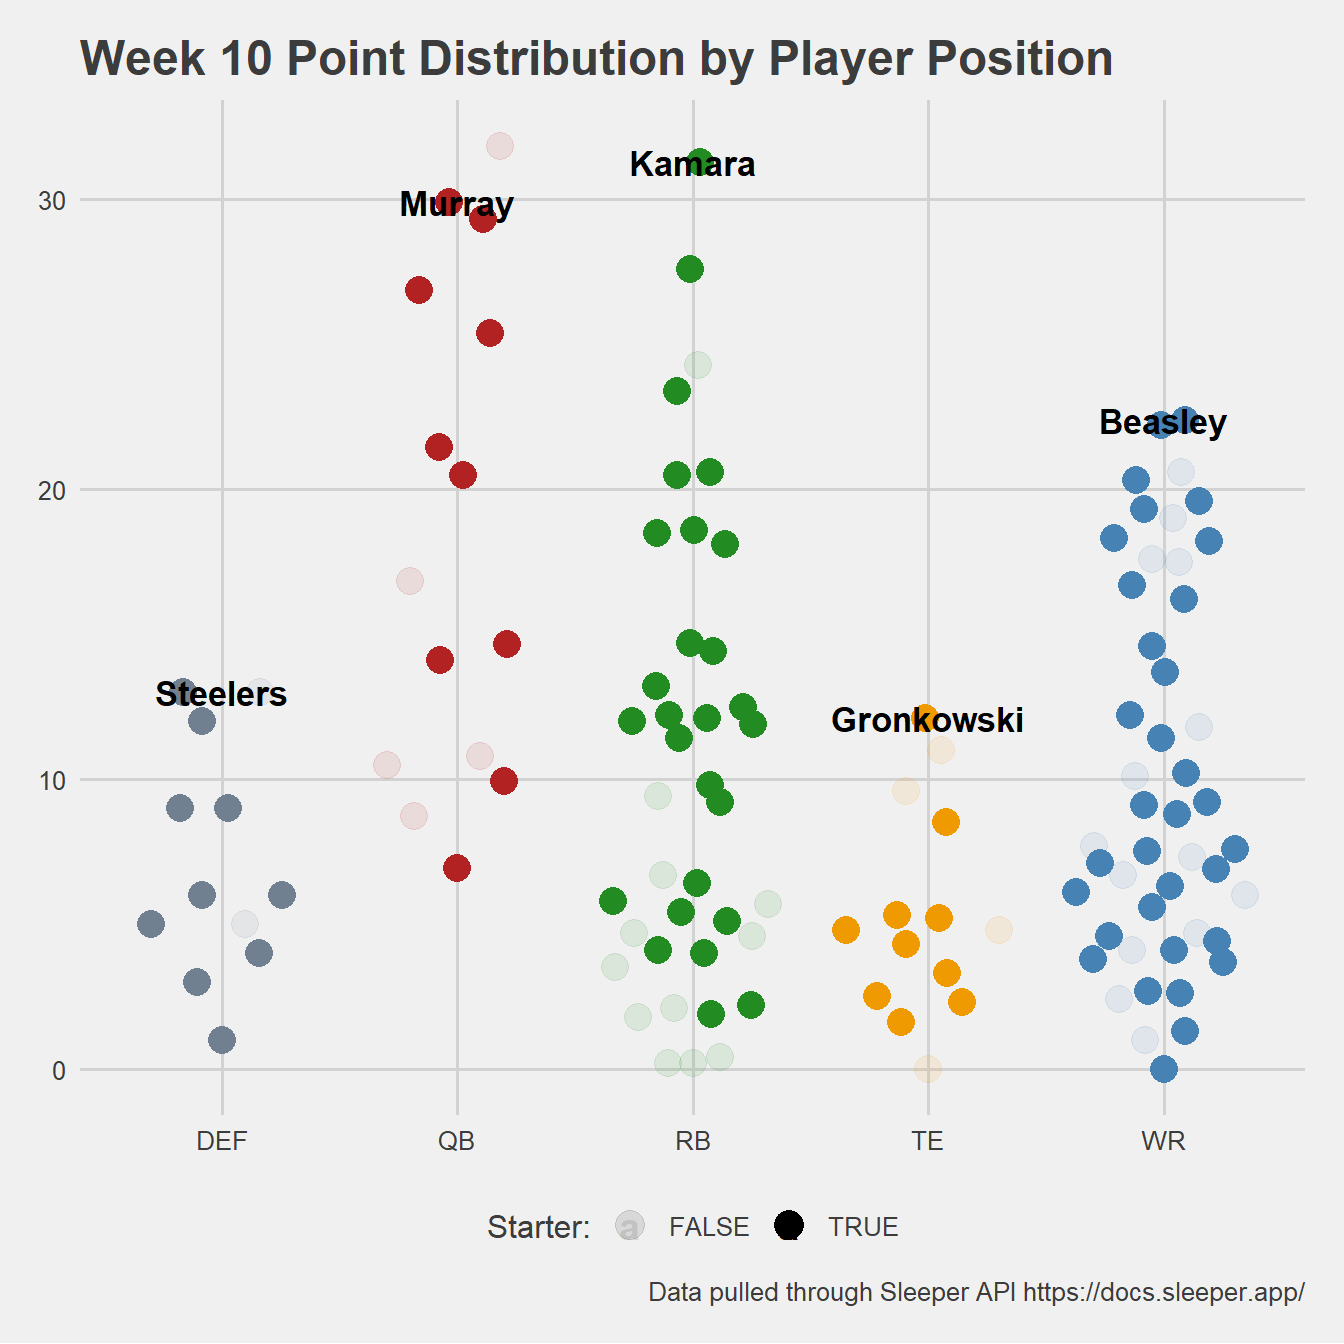 Week 10 Point Distribution by Player Position
Kamara
30
Murray
Beasley
20
Steelers
Gronkowski
10
0
DEF QB RB TE WR
Starter: a FALSE TRUE
Data pulled through Sleeper API https://docs.sleeper.app/